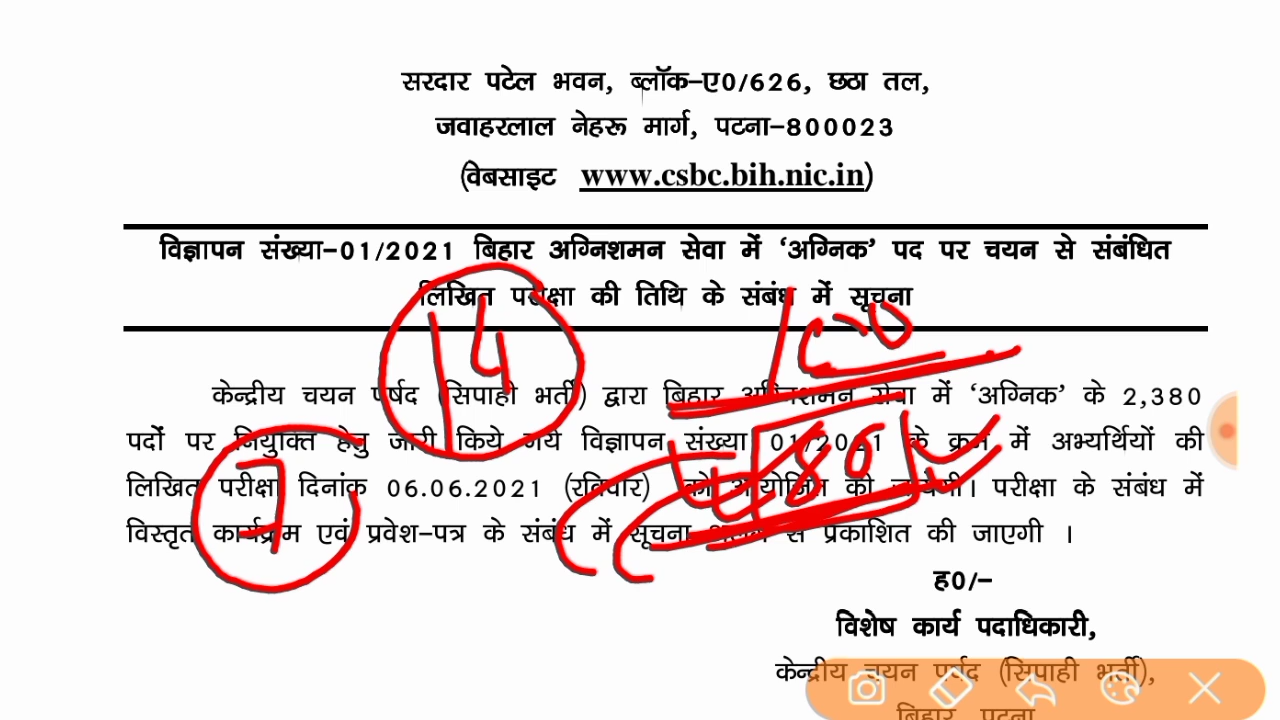 सरदार पटेल भवन, ब्लॉक–ए0/626, छठा तल,
जवाहरलाल नेहरू मार्ग, पटना–800023
(वेबसाइट www.csbc.bih.nic.in)
विज्ञापन संख्या–01/2021 बिहार अग्निशमन सेवा में ‘अग्निक’ पद पर चयन से संबंधित
लिखित परीक्षा की तिथि के संबंध में सूचना
14
100
केन्द्रीय चयन पर्षद (सिपाही भर्ती) द्वारा बिहार अग्निशमन सेवा में ‘अग्निक’ के 2,380
पदों पर नियुक्ति हेतु जारी किये गये विज्ञापन संख्या 01/2021 के क्रम में अभ्यर्थियों की
लिखित परीक्षा दिनांक 06.06.2021 (रविवार) को आयोजित की जायेगी। परीक्षा के संबंध में
विस्तृत कार्यक्रम एवं प्रवेश–पत्र के संबंध में सूचना अलग से प्रकाशित की जाएगी ।
7
ह0/–
विशेष कार्य पदाधिकारी,
केन्द्रीय चयन पर्षद (सिपाही भर्ती),
बिहार, पटना